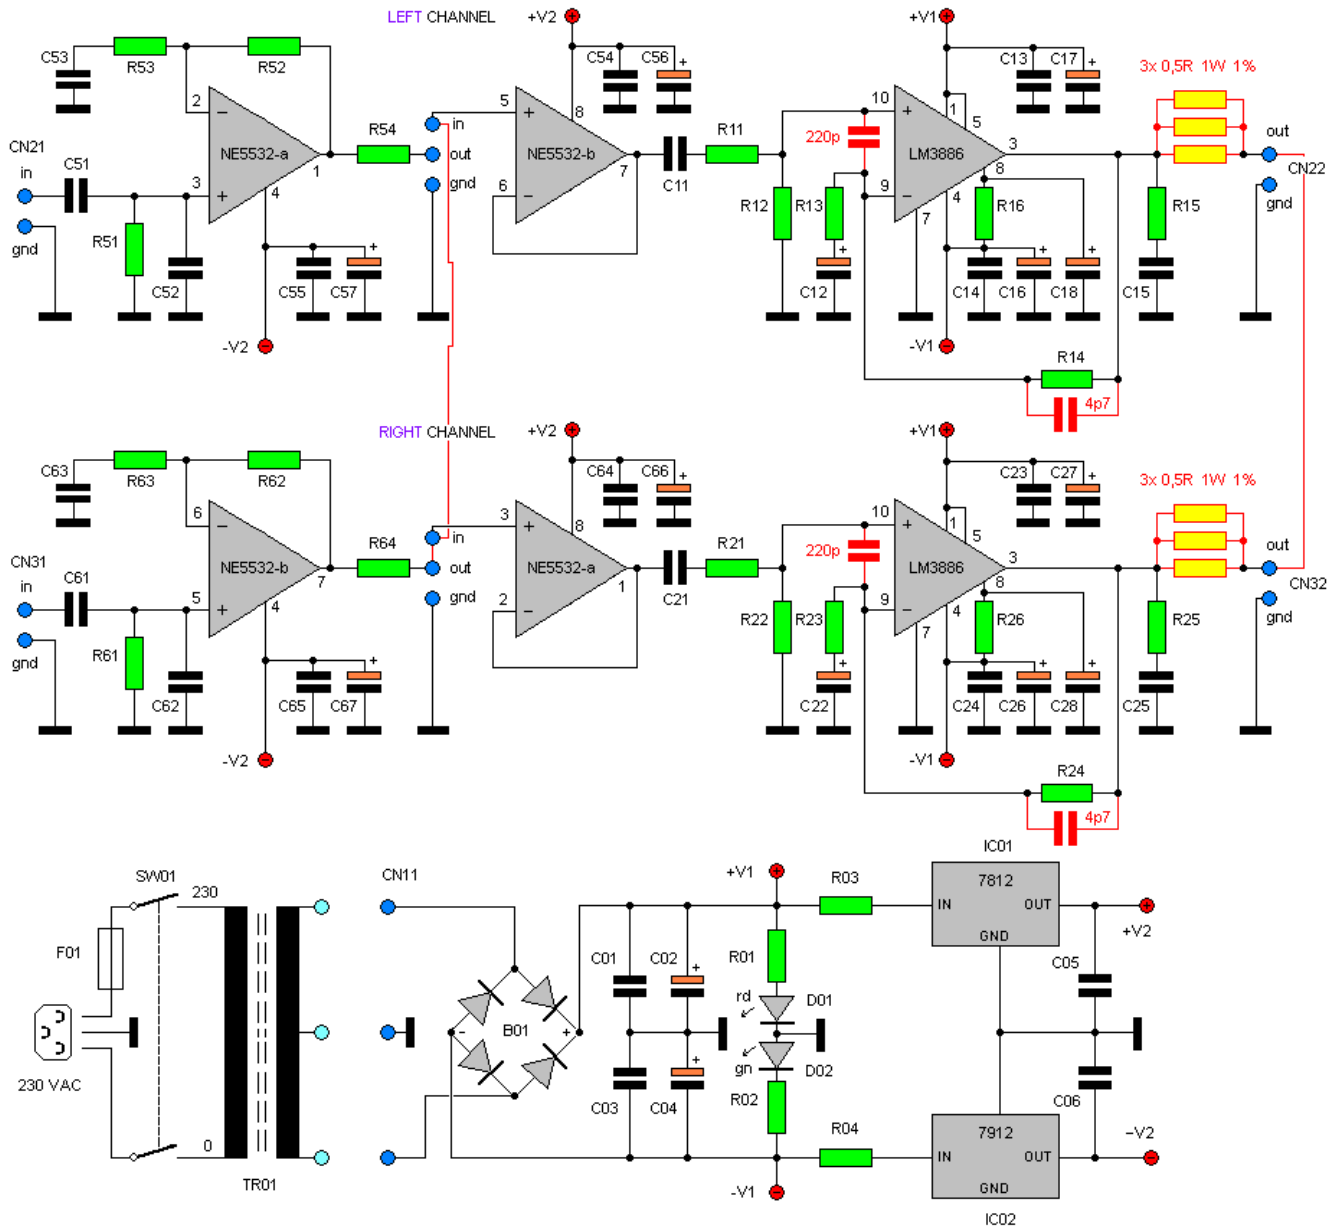 LEFT CHANNEL
+V2
+V1
C53
R53
R52
C54
C56
+
C13
C17
+
3x 0,5R 1W 1%
2
5
8
10
+
1
5
R54
in
+
R11
220p
3
out
CN21
in
C51
NE5532-a
1
out
NE5532-b
7
LM3886
8
CN22
3
+
4
gnd
6
C11
9
gnd
R12
R13
7
4
R16
R15
gnd
R51
C52
C55
C57
+
+
C12
C14
+
C16
+
C18
C15
-V2
-V1
R14
4p7
RIGHT CHANNEL
+V2
+V1
C63
R63
R62
C64
C66
+
C23
C27
+
3x 0,5R 1W 1%
6
3
8
10
+
1
5
R64
in
+
R21
220p
3
out
CN31
in
C61
NE5532-b
7
out
NE5532-a
1
LM3886
8
CN32
5
+
4
gnd
2
C21
9
gnd
R22
R23
7
4
R26
R25
gnd
R61
C62
C65
C67
+
+
C22
C24
+
C26
+
C28
C25
-V2
-V1
R24
4p7
IC01
SW01
230
CN11
+V1
R03
7812
IN
OUT
GND
+V2
F01
C01
C02
+
R01
C05
rd
D01
B01
-
+
gn
D02
230 VAC
C03
C04
+
R02
C06
R04
7912
-V2
0
IN
OUT
GND
TR01
-V1
IC02